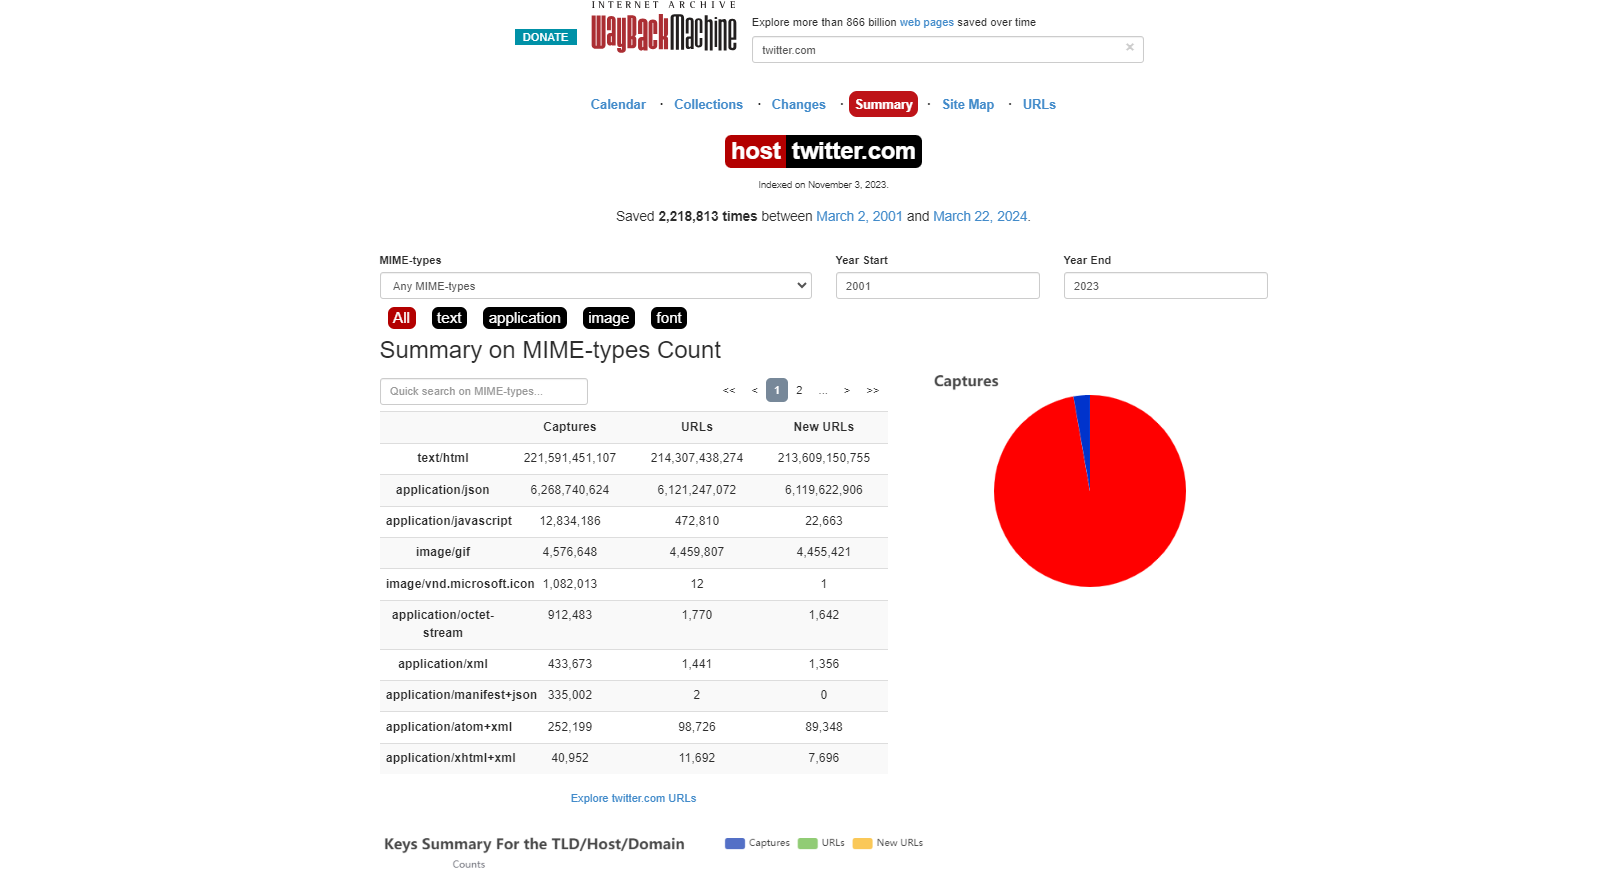 INTERNET ARCHIVE
DONATE
WayBackMachine
Explore more than 866 billion web pages saved over time
twitter.com ×
Calendar · Collections · Changes · Summary · Site Map · URLs
host twitter.com
Indexed on November 3, 2023.
Saved 2,218,813 times between March 2, 2001 and March 22, 2024.
MIME-types Year Start Year End
Any MIME-types 2001 2023
All text application image font
Summary on MIME-types Count
Quick search on MIME-types... << < 1 2 ... > >>
Captures
Captures URLs New URLs
text/html 221,591,451,107 214,307,438,274 213,609,150,755
application/json 6,268,740,624 6,121,247,072 6,119,622,906
application/javascript 12,834,186 472,810 22,663
image/gif 4,576,648 4,459,807 4,455,421
image/vnd.microsoft.icon 1,082,013 12 1
application/octet- 912,483 1,770 1,642
stream
application/xml 433,673 1,441 1,356
application/manifest+json 335,002 2 0
application/atom+xml 252,199 98,726 89,348
application/xhtml+xml 40,952 11,692 7,696
Explore twitter.com URLs
Keys Summary For the TLD/Host/Domain Captures URLs New URLs
Counts